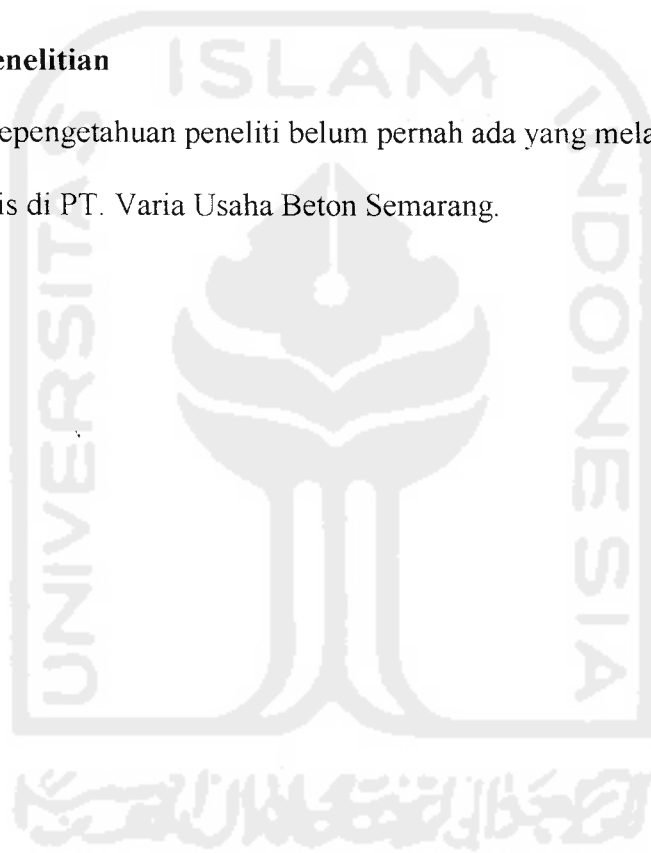 enelitian
epengetahuan peneliti belum pernah ada yang mela
is di PT. Varia Usaha Beton Semarang.
ISLAM
UNIVERSITAS
INDONESIA